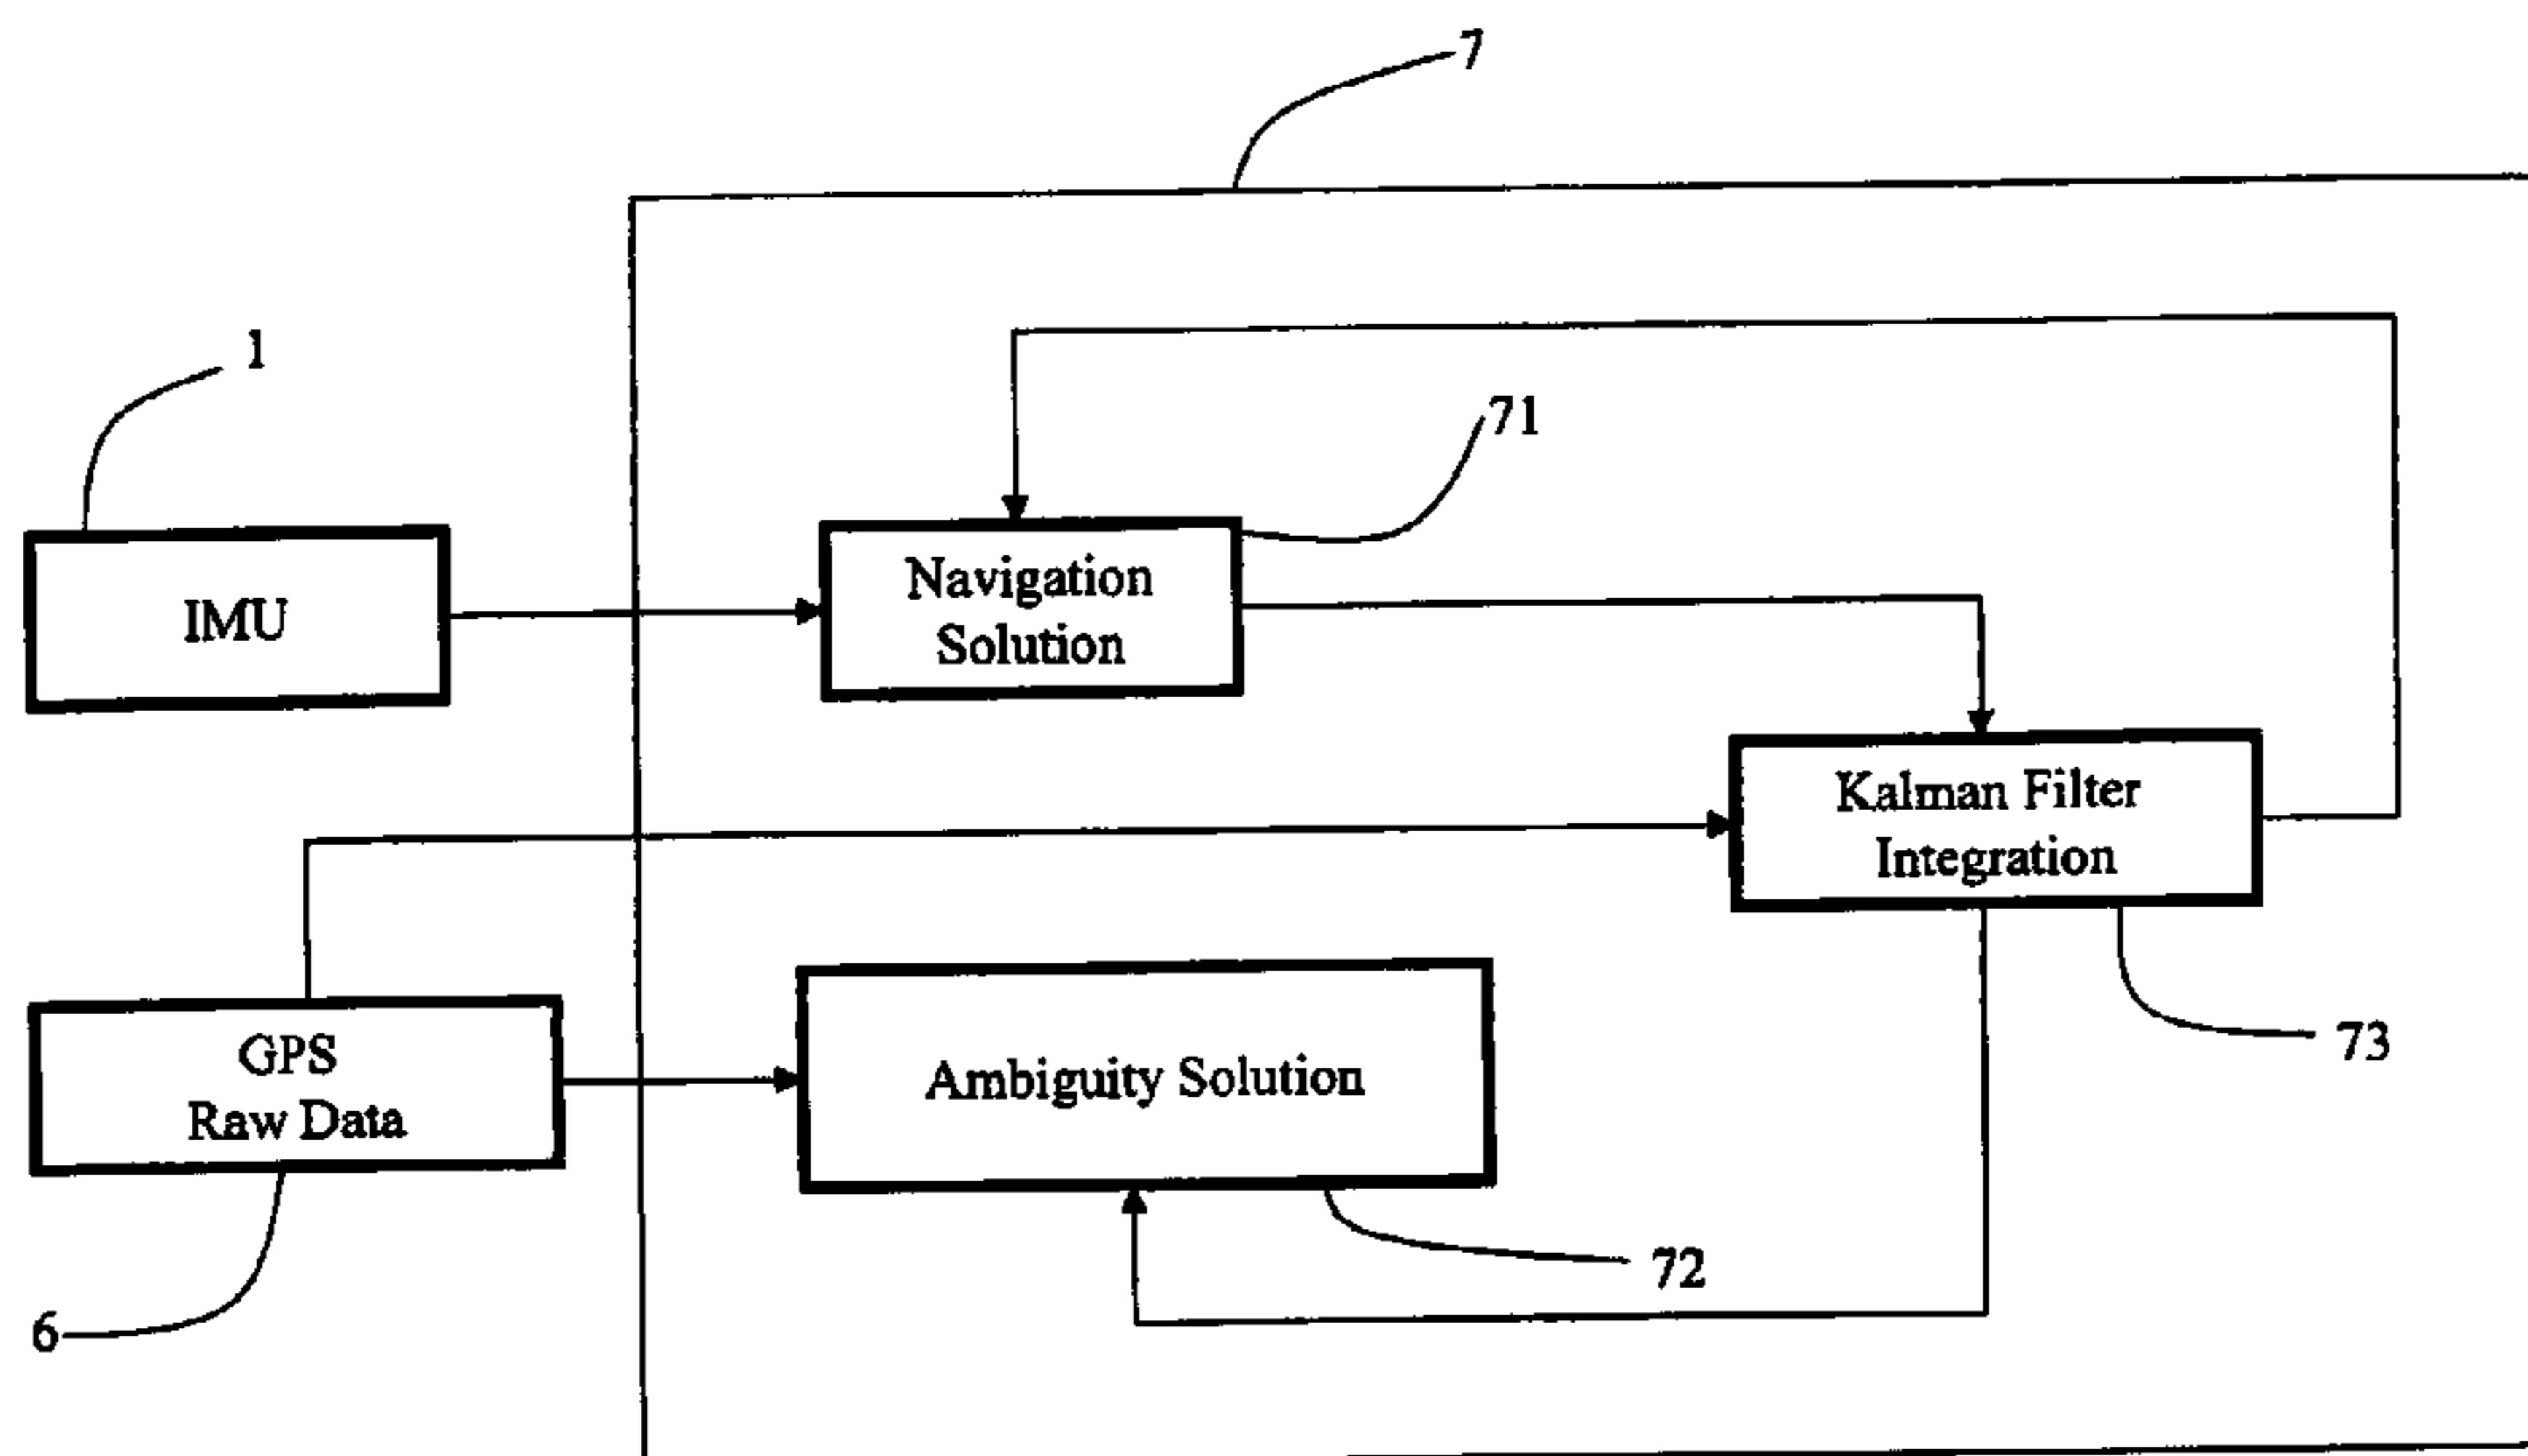 7
1
71
IMU
Navigation
Solution
Kalman Filter
Integration
GPS
Raw Data
Ambiguity Solution
73
72
6